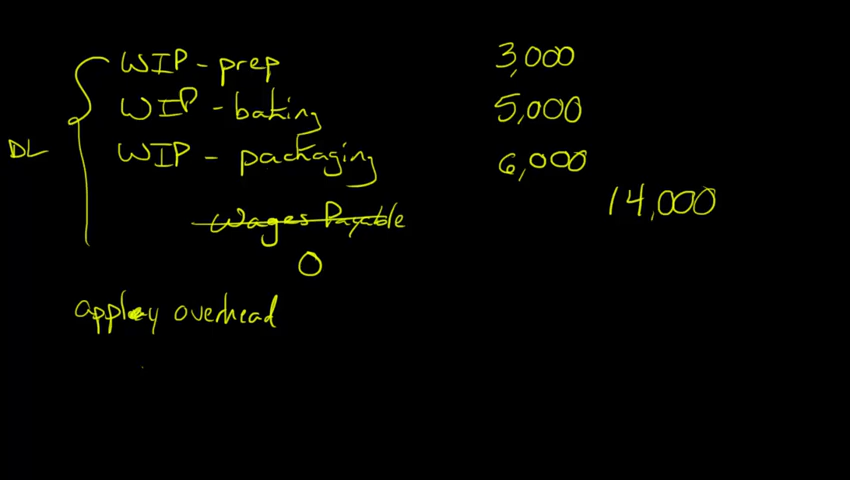 WIP - prep 3,000
WIP - baking 5,000
DL WIP - packaging 6,000
Wages Payable 14,000
O
apply overhead